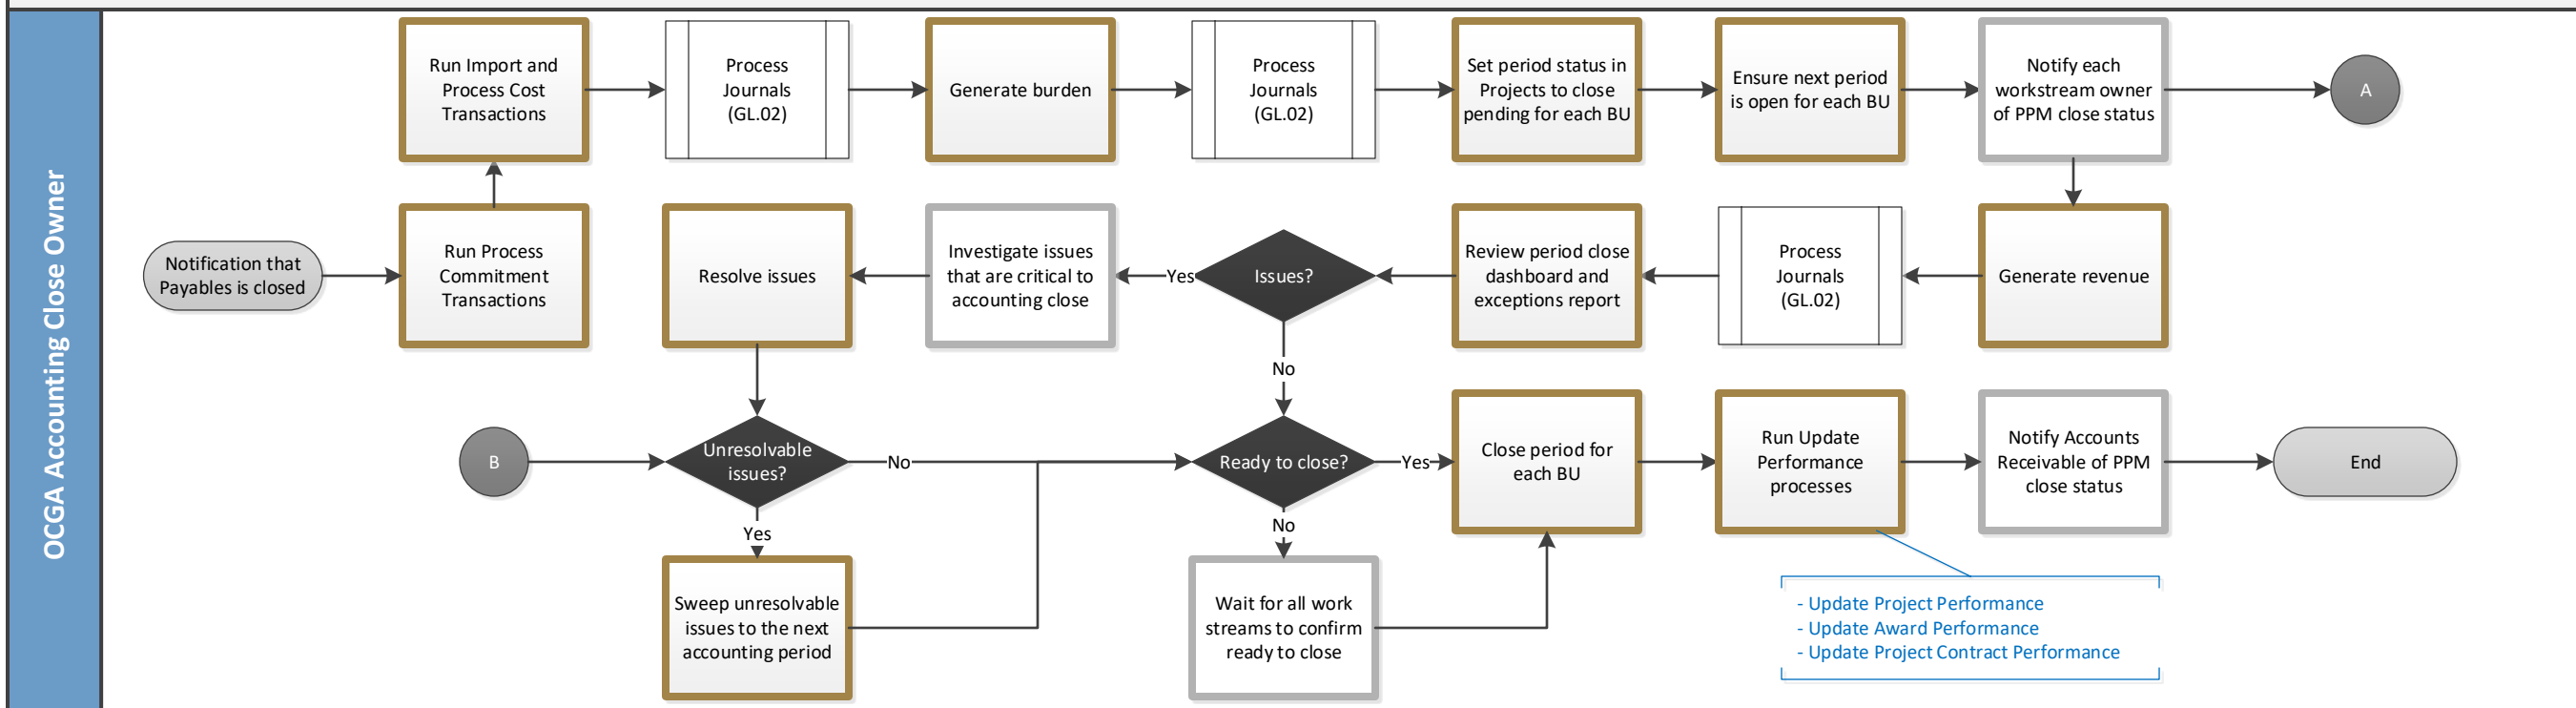 OCGA Accounting Close Owner
Run Import and
Process Cost
Transactions
Process
Journals
(GL.02)
Generate burden
Process
Journals
(GL.02)
Set period status in
Projects to close
pending for each BU
Ensure next period
is open for each BU
Notify each
workstream owner
of PPM close status
A
Notification that
Payables is closed
Run Process
Commitment
Transactions
Resolve issues
Investigate issues
that are critical to
accounting close
Yes
Issues?
Review period close
dashboard and
exceptions report
Process
Journals
(GL.02)
Generate revenue
No
B
Unresolvable
issues?
No
Ready to close?
Yes
Close period for
each BU
Run Update
Performance
processes
Notify Accounts
Receivable of PPM
close status
End
Yes
No
Sweep unresolvable
issues to the next
accounting period
Wait for all work
streams to confirm
ready to close
- Update Project Performance
- Update Award Performance
- Update Project Contract Performance